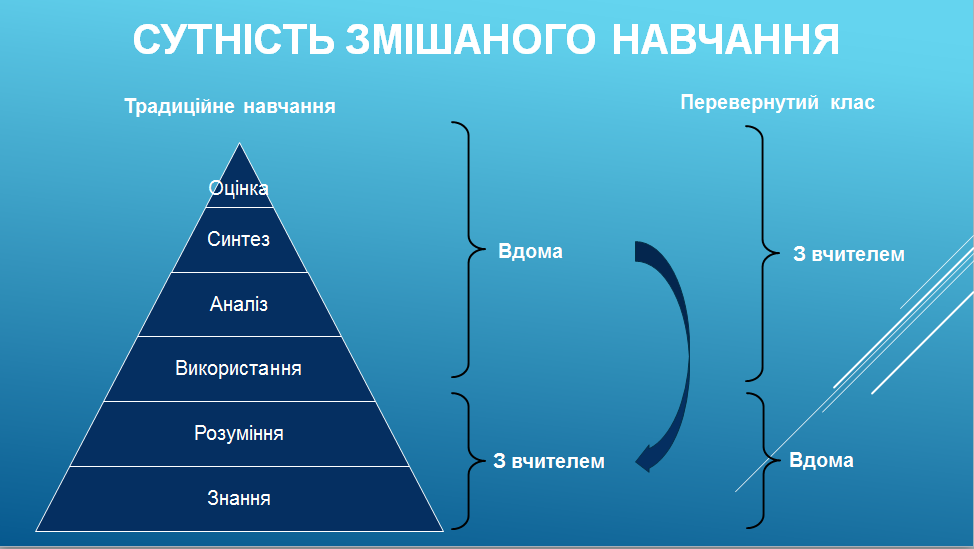 СУТНІСТЬ ЗМІШАНОГО НАВЧАННЯ
Традиційне навчання
Перевернутий клас
Оцінка
Синтез
Аналіз
Використання
Розуміння
Знання
Вдома
З вчителем
З вчителем
Вдома